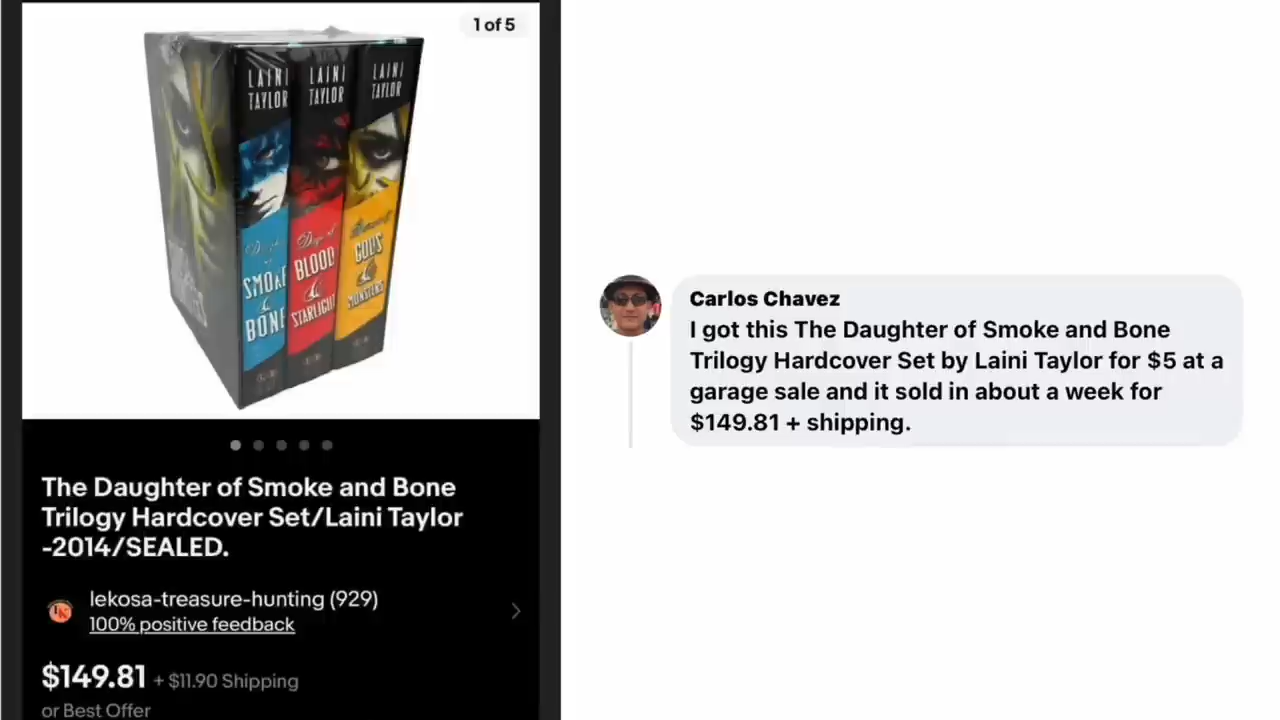 1 of 5
LAINI
TAYLOR
LAINI
TAYLOR
LAINI
TAYLOR
SMOKE
&
BONE
Days of
BLOOD
&
STARLIGHT
GODS
&
MONSTERS
The Daughter of Smoke and Bone
Trilogy Hardcover Set/Laini Taylor
-2014/SEALED.
lekosa-treasure-hunting (929)
100% positive feedback
$149.81 + $11.90 Shipping
or Best Offer
Carlos Chavez
I got this The Daughter of Smoke and Bone
Trilogy Hardcover Set by Laini Taylor for $5 at a
garage sale and it sold in about a week for
$149.81 + shipping.